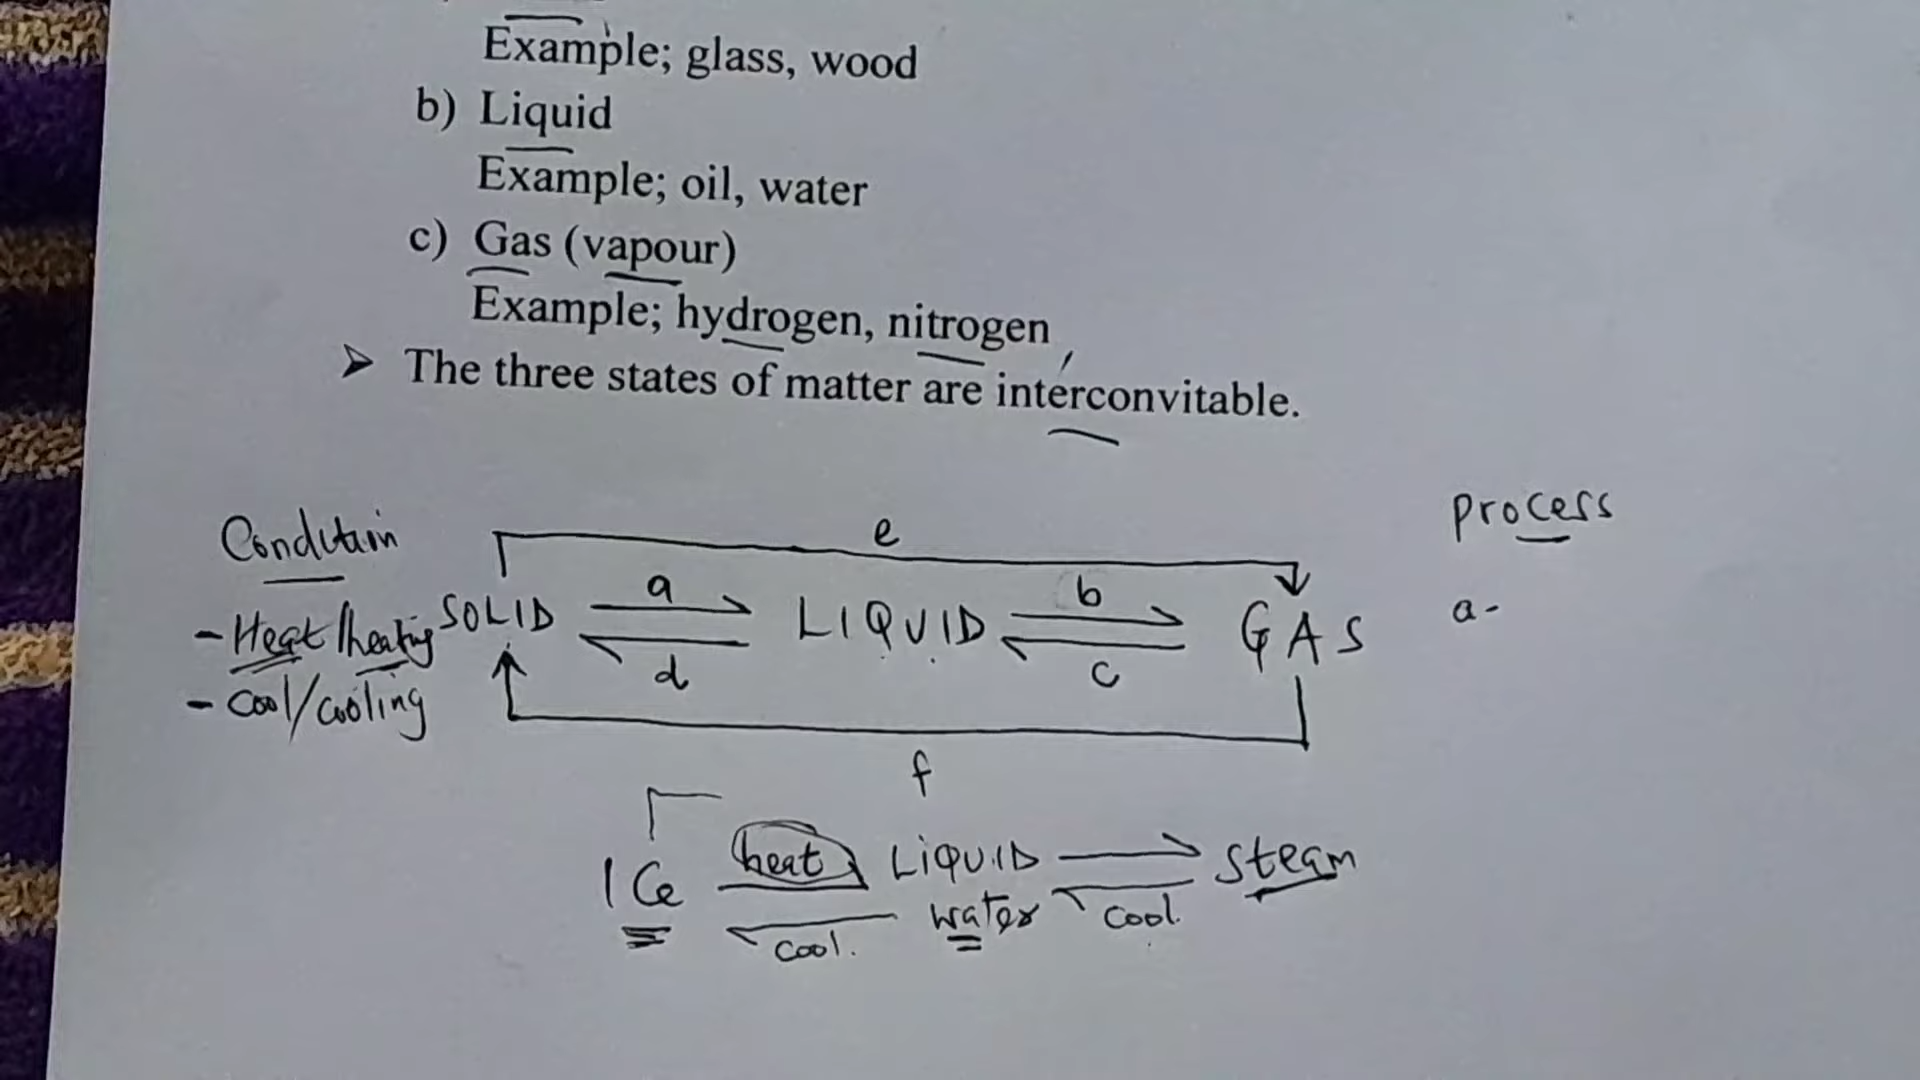 Example; glass, wood
b) Liquid
Example; oil, water
c) Gas (vapour)
Example; hydrogen, nitrogen
➢ The three states of matter are interconvitable.
Process
Condition
e
a-
a
b
SOLID LIQUID GAS
- Heat/heating
d
c
- Cool/cooling
f
ICe heat LIQUID steam
water
cool.
cool.